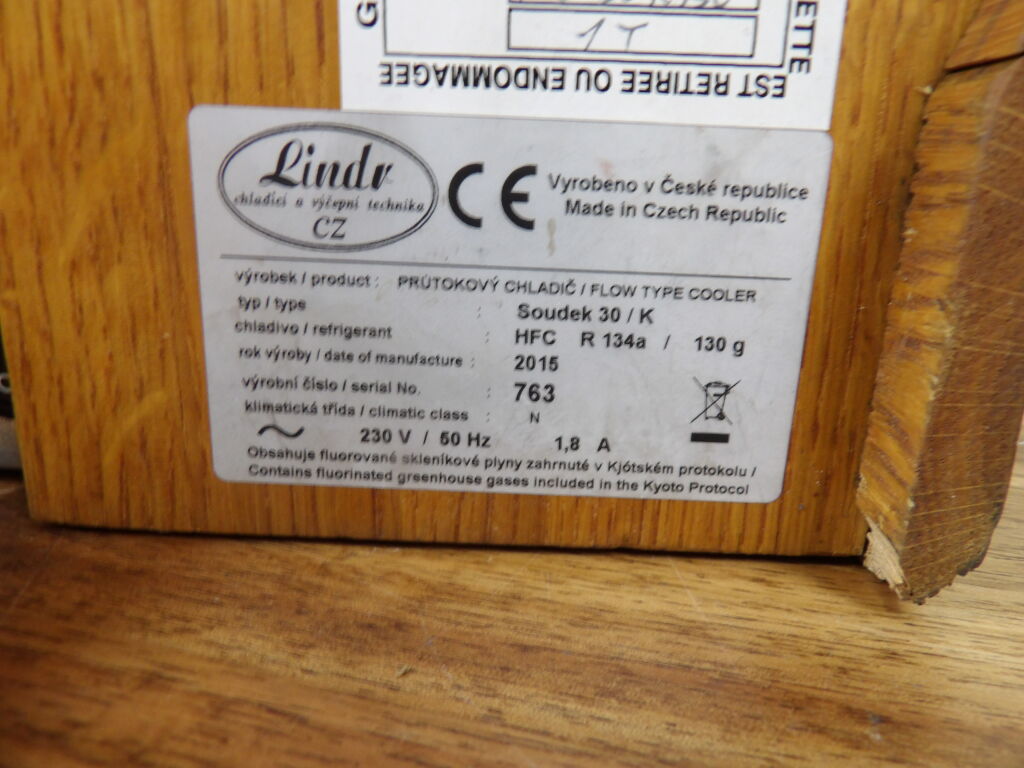 1 T
EST RETIREE OU ENDOMMAGEE
ETTE
G
Lindr
chladicí a výčepní technika
CZ
CE
Vyrobeno v České republice
Made in Czech Republic
výrobek / product : PRŮTOKOVÝ CHLADIČ / FLOW TYPE COOLER
typ / type : Soudek 30 / K
chladivo / refrigerant : HFC R 134a / 130 g
rok výroby / date of manufacture : 2015
výrobní číslo / serial No. : 763
klimatická třída / climatic class : N
~ 230 V / 50 Hz 1,8 A
Obsahuje fluorované skleníkové plyny zahrnuté v Kjótském protokolu /
Contains fluorinated greenhouse gases included in the Kyoto Protocol